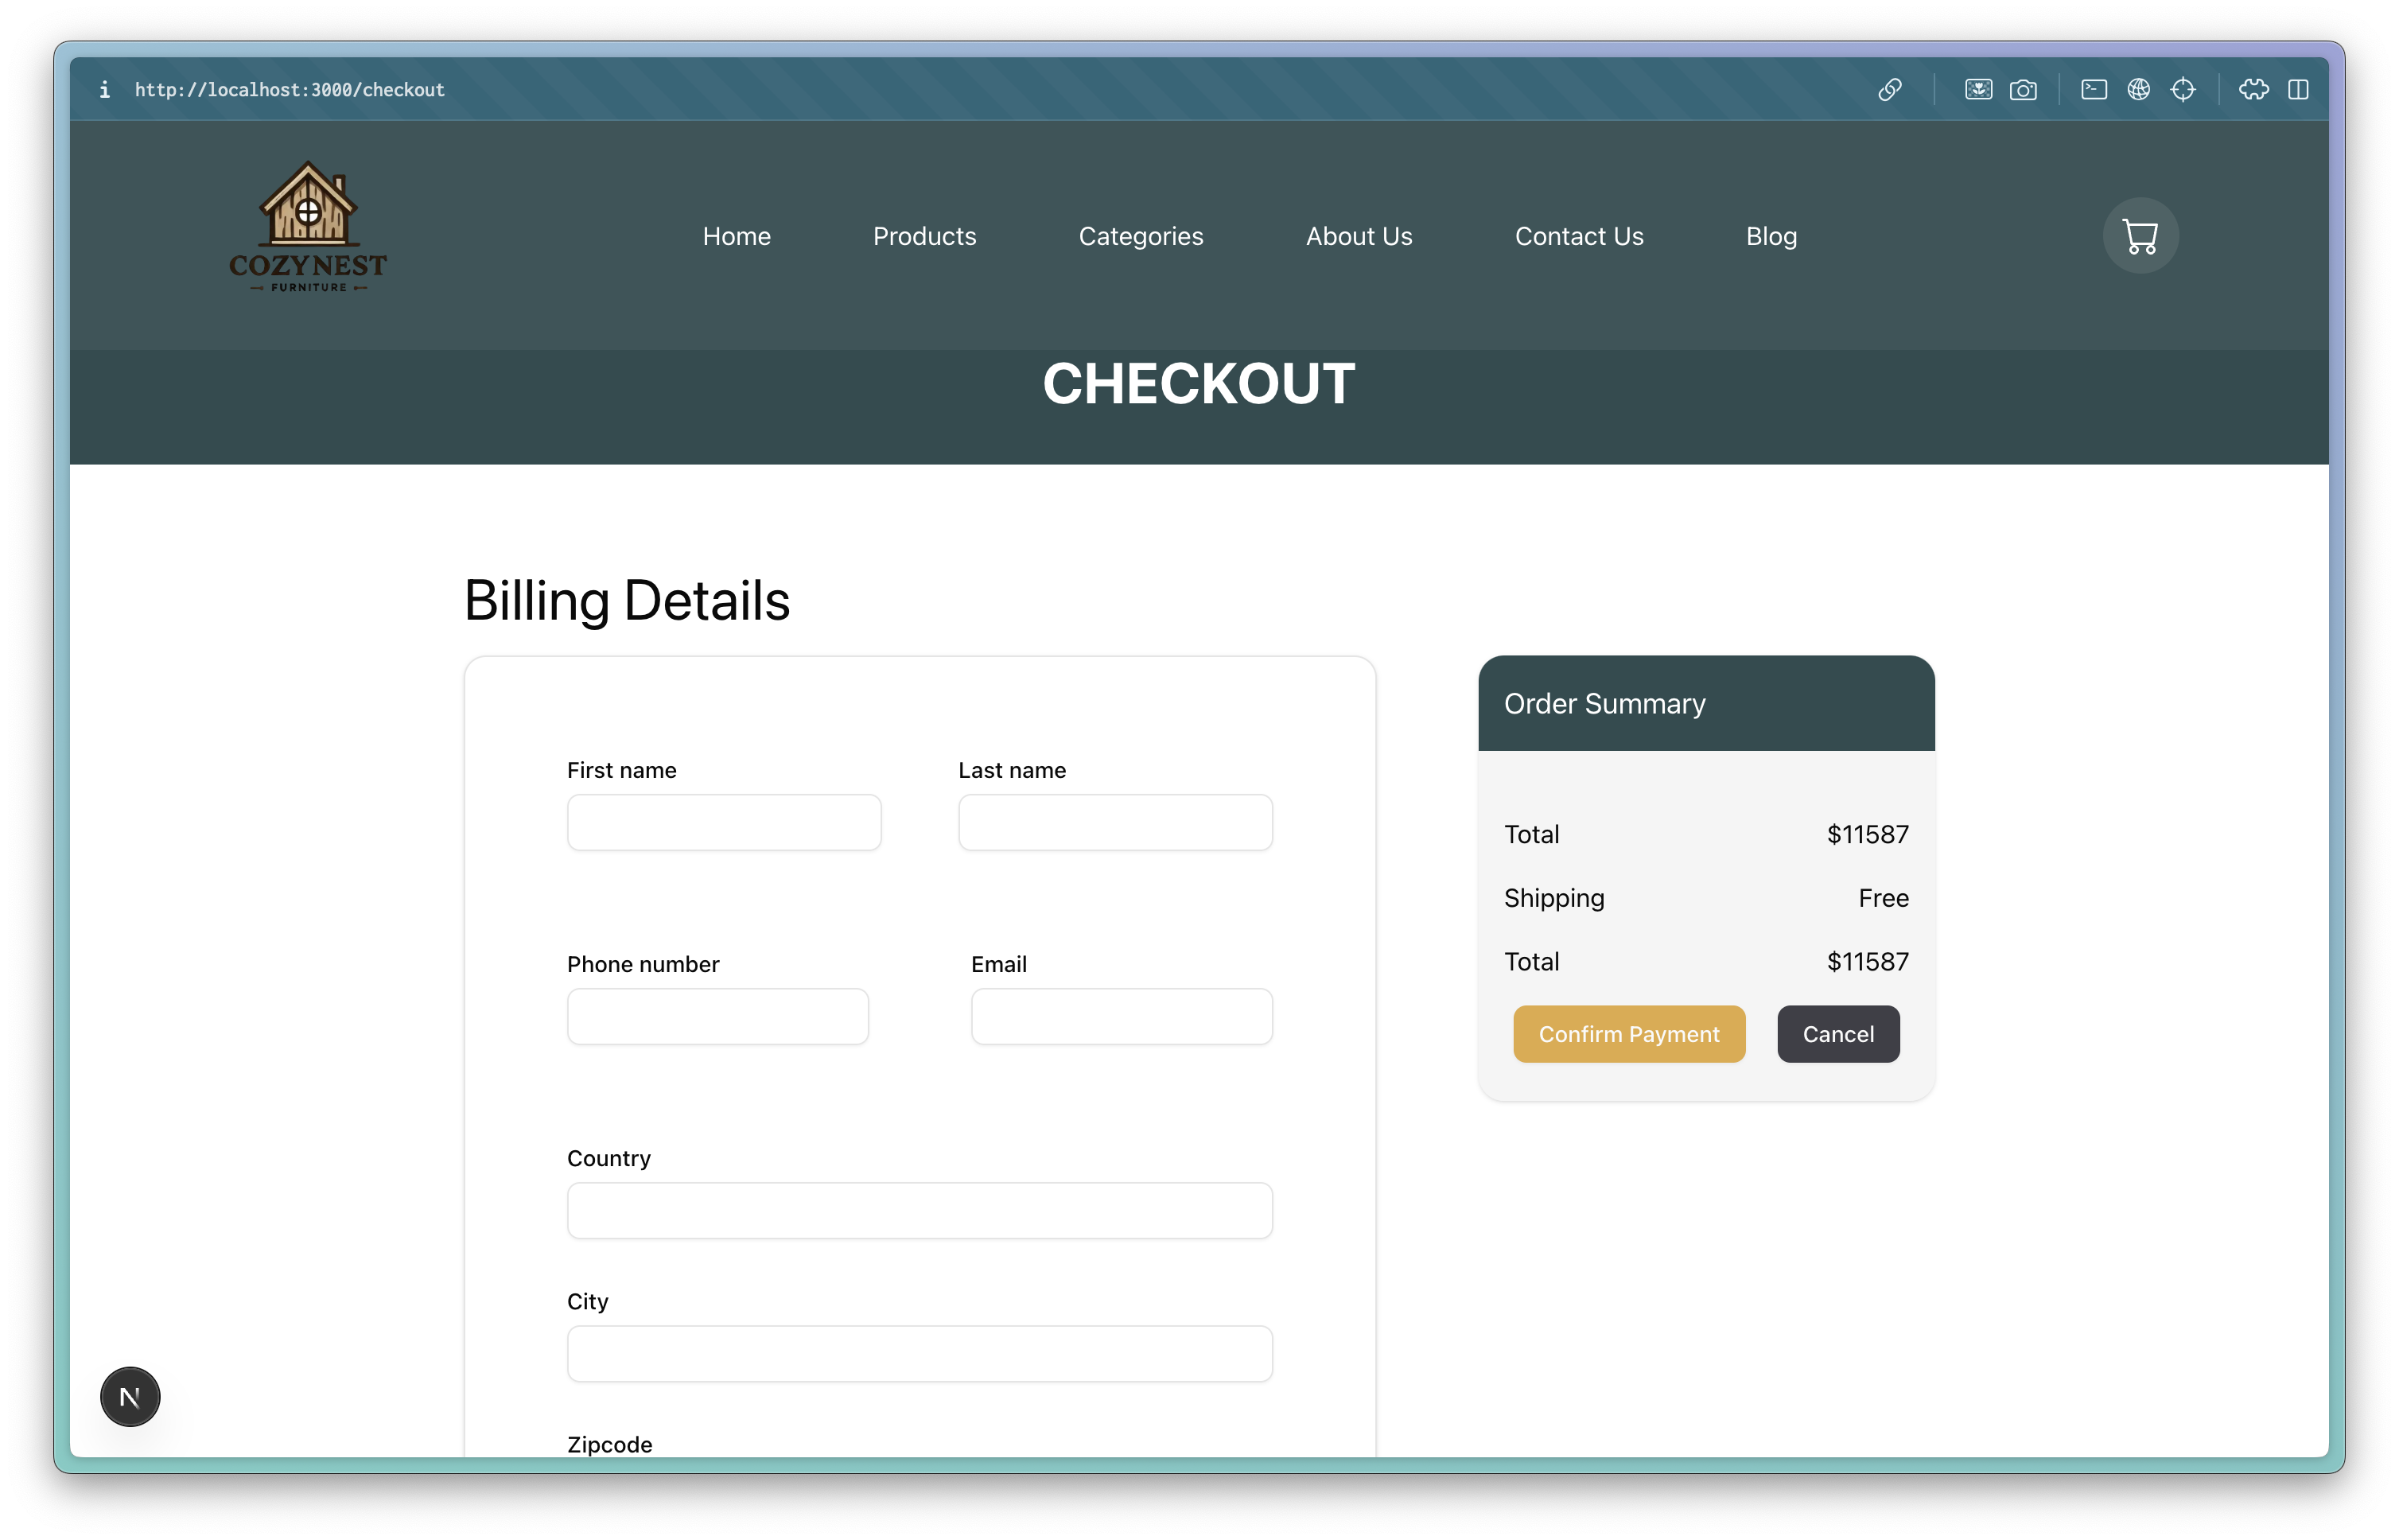 http://localhost:3000/checkout
COZYNEST
FURNITURE
Home Products Categories About Us Contact Us Blog
CHECKOUT
Billing Details
First name Last name
Phone number Email
Country
City
Zipcode
Order Summary
Total $11587
Shipping Free
Total $11587
Confirm Payment Cancel
N